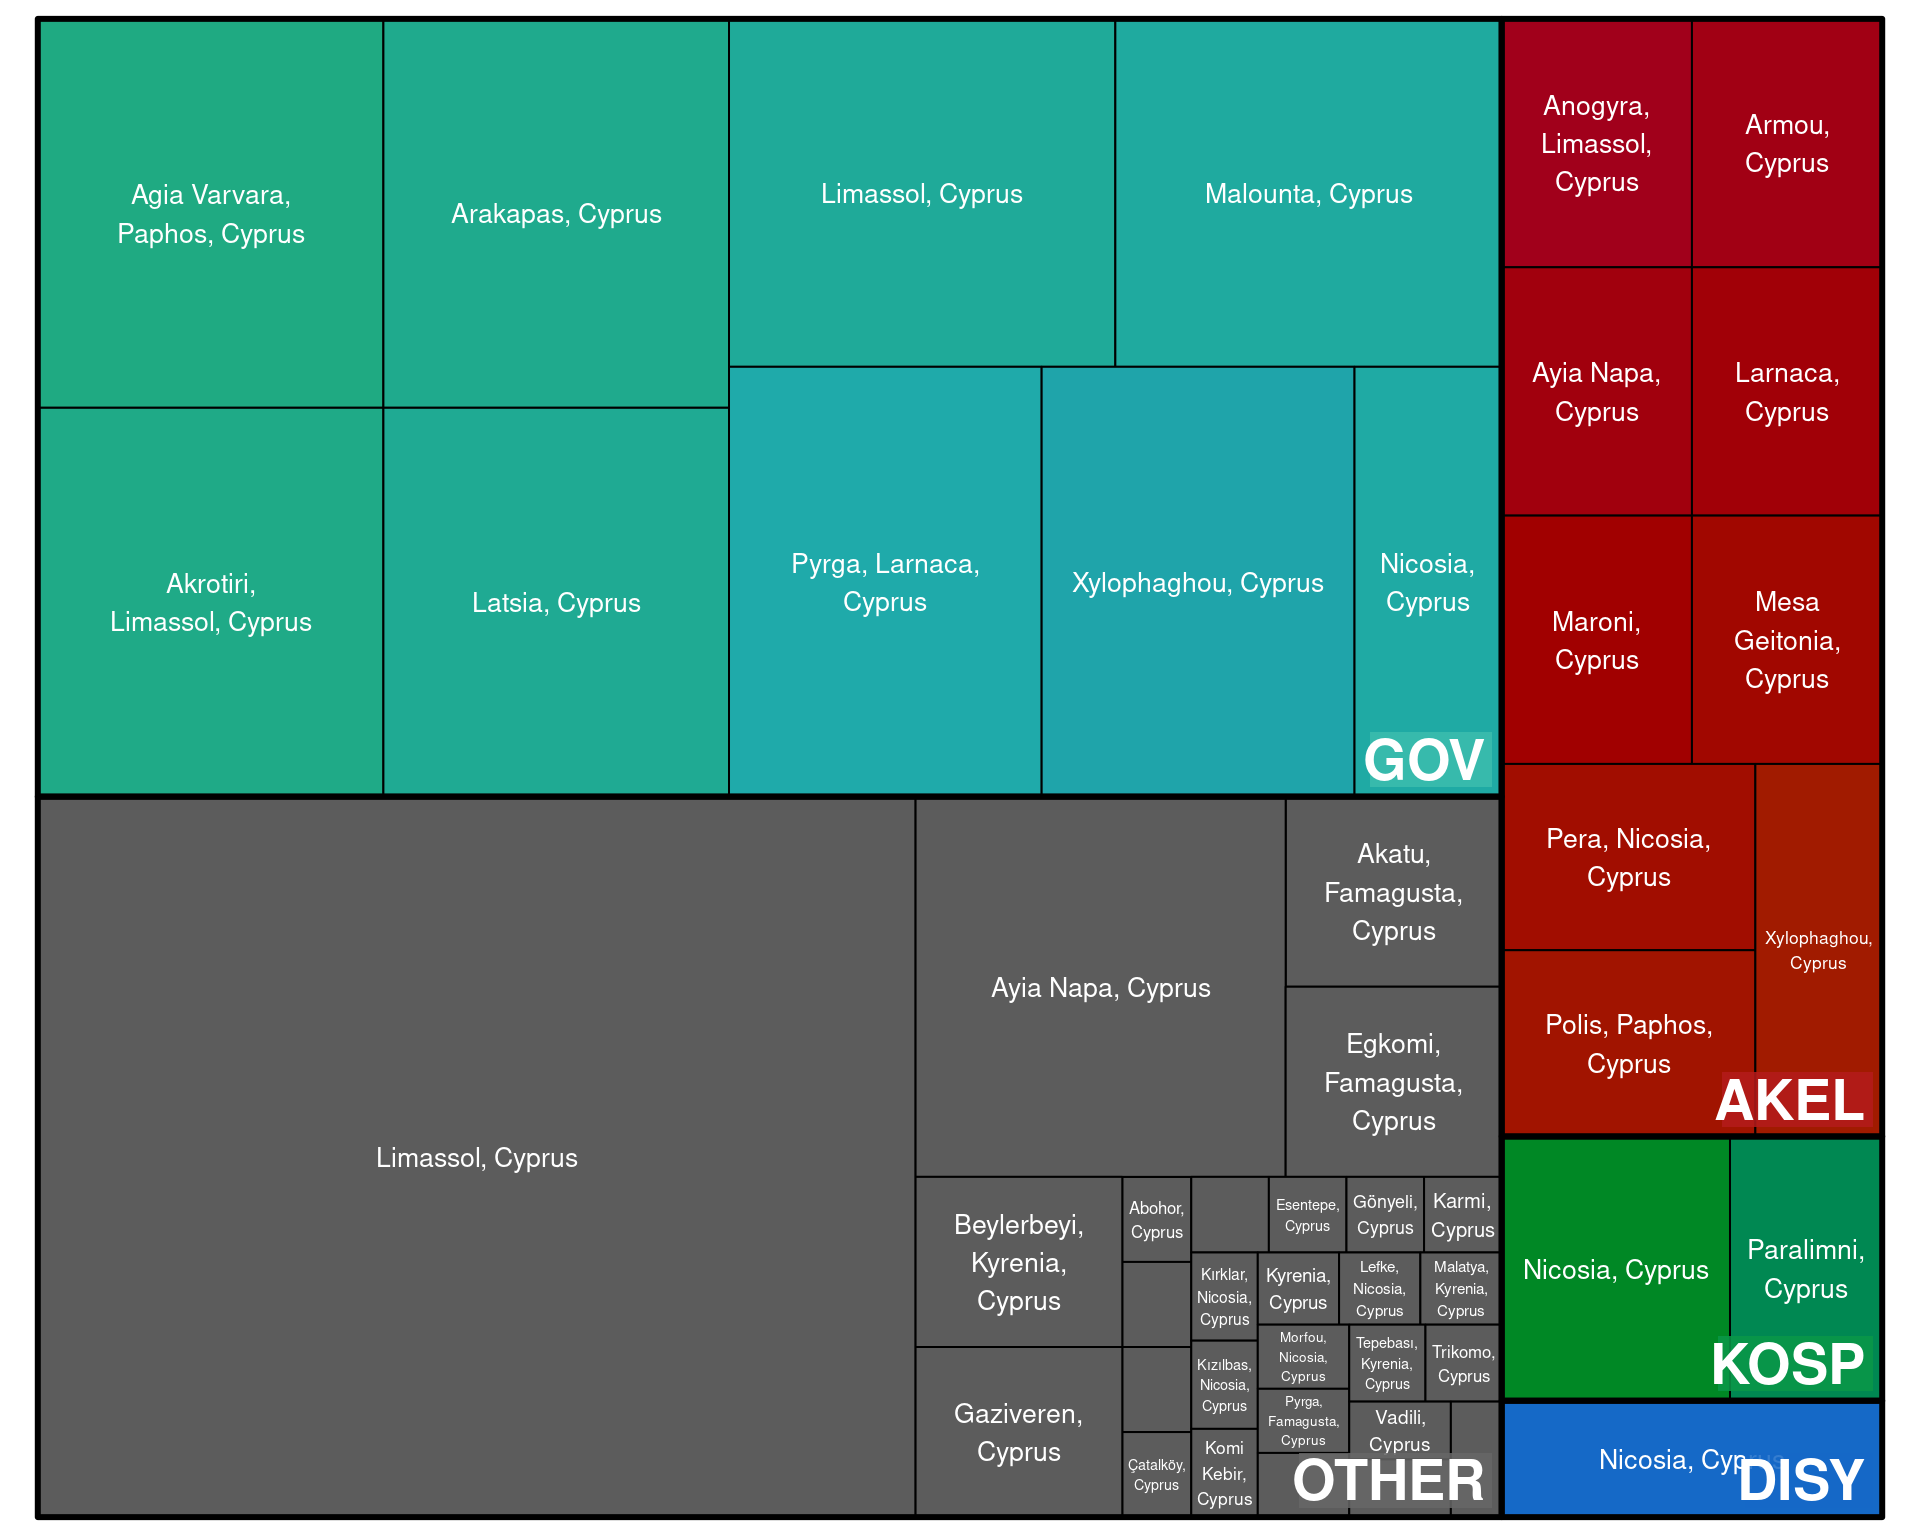 Agia Varvara,
Paphos, Cyprus
Arakapas, Cyprus
Limassol, Cyprus
Malounta, Cyprus
Akrotiri,
Limassol, Cyprus
Latsia, Cyprus
Pyrga, Larnaca,
Cyprus
Xylophaghou, Cyprus
Nicosia,
Cyprus
GOV
Anogyra,
Limassol,
Cyprus
Armou,
Cyprus
Ayia Napa,
Cyprus
Larnaca,
Cyprus
Maroni,
Cyprus
Mesa
Geitonia,
Cyprus
Pera, Nicosia,
Cyprus
Polis, Paphos,
Cyprus
Xylophaghou,
Cyprus
AKEL
Limassol, Cyprus
Ayia Napa, Cyprus
Akatu,
Famagusta,
Cyprus
Egkomi,
Famagusta,
Cyprus
Beylerbeyi,
Kyrenia,
Cyprus
Gaziveren,
Cyprus
Abohor,
Cyprus
Çatalköy,
Cyprus
Esentepe,
Cyprus
Gönyeli,
Cyprus
Karmi,
Cyprus
Kırklar,
Nicosia,
Cyprus
Kızılbas,
Nicosia,
Cyprus
Komi
Kebir,
Cyprus
Kyrenia,
Cyprus
Lefke,
Nicosia,
Cyprus
Malatya,
Kyrenia,
Cyprus
Morfou,
Nicosia,
Cyprus
Pyrga,
Famagusta,
Cyprus
Tepebası,
Kyrenia,
Cyprus
Trikomo,
Cyprus
Vadili,
Cyprus
OTHER
Nicosia, Cyprus
Paralimni,
Cyprus
KOSP
Nicosia, Cyprus
DISY